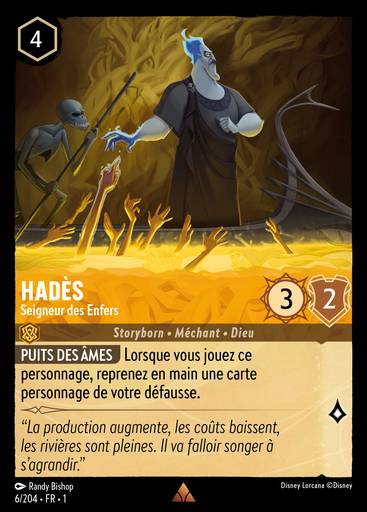 4
HADÈS
Seigneur des Enfers
3
2
Storyborn • Méchant • Dieu
PUITS DES ÂMES Lorsque vous jouez ce
personnage, reprenez en main une carte
personnage de votre défausse.
“La production augmente, les coûts baissent,
les rivières sont pleines. Il va falloir songer à
s’agrandir.”
Randy Bishop
Disney Lorcana ©Disney
6/204 • FR • 1